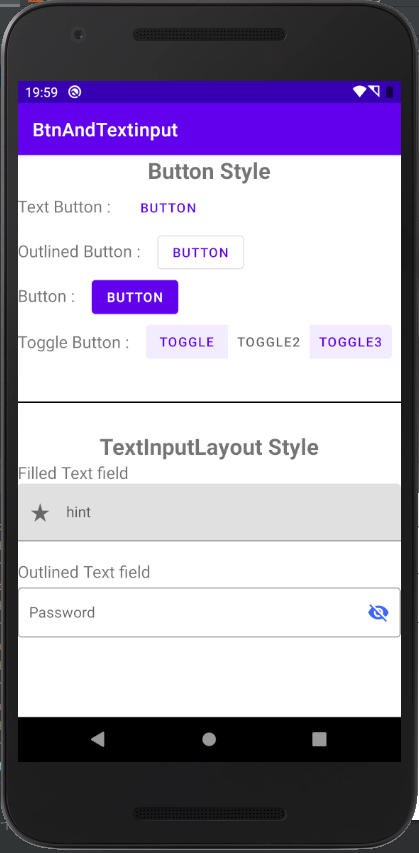 19:59
BtnAndTextinput
Button Style
Text Button : BUTTON
Outlined Button : BUTTON
Button : BUTTON
Toggle Button : TOGGLE TOGGLE2 TOGGLE3
TextInputLayout Style
Filled Text field
hint
Outlined Text field
Password